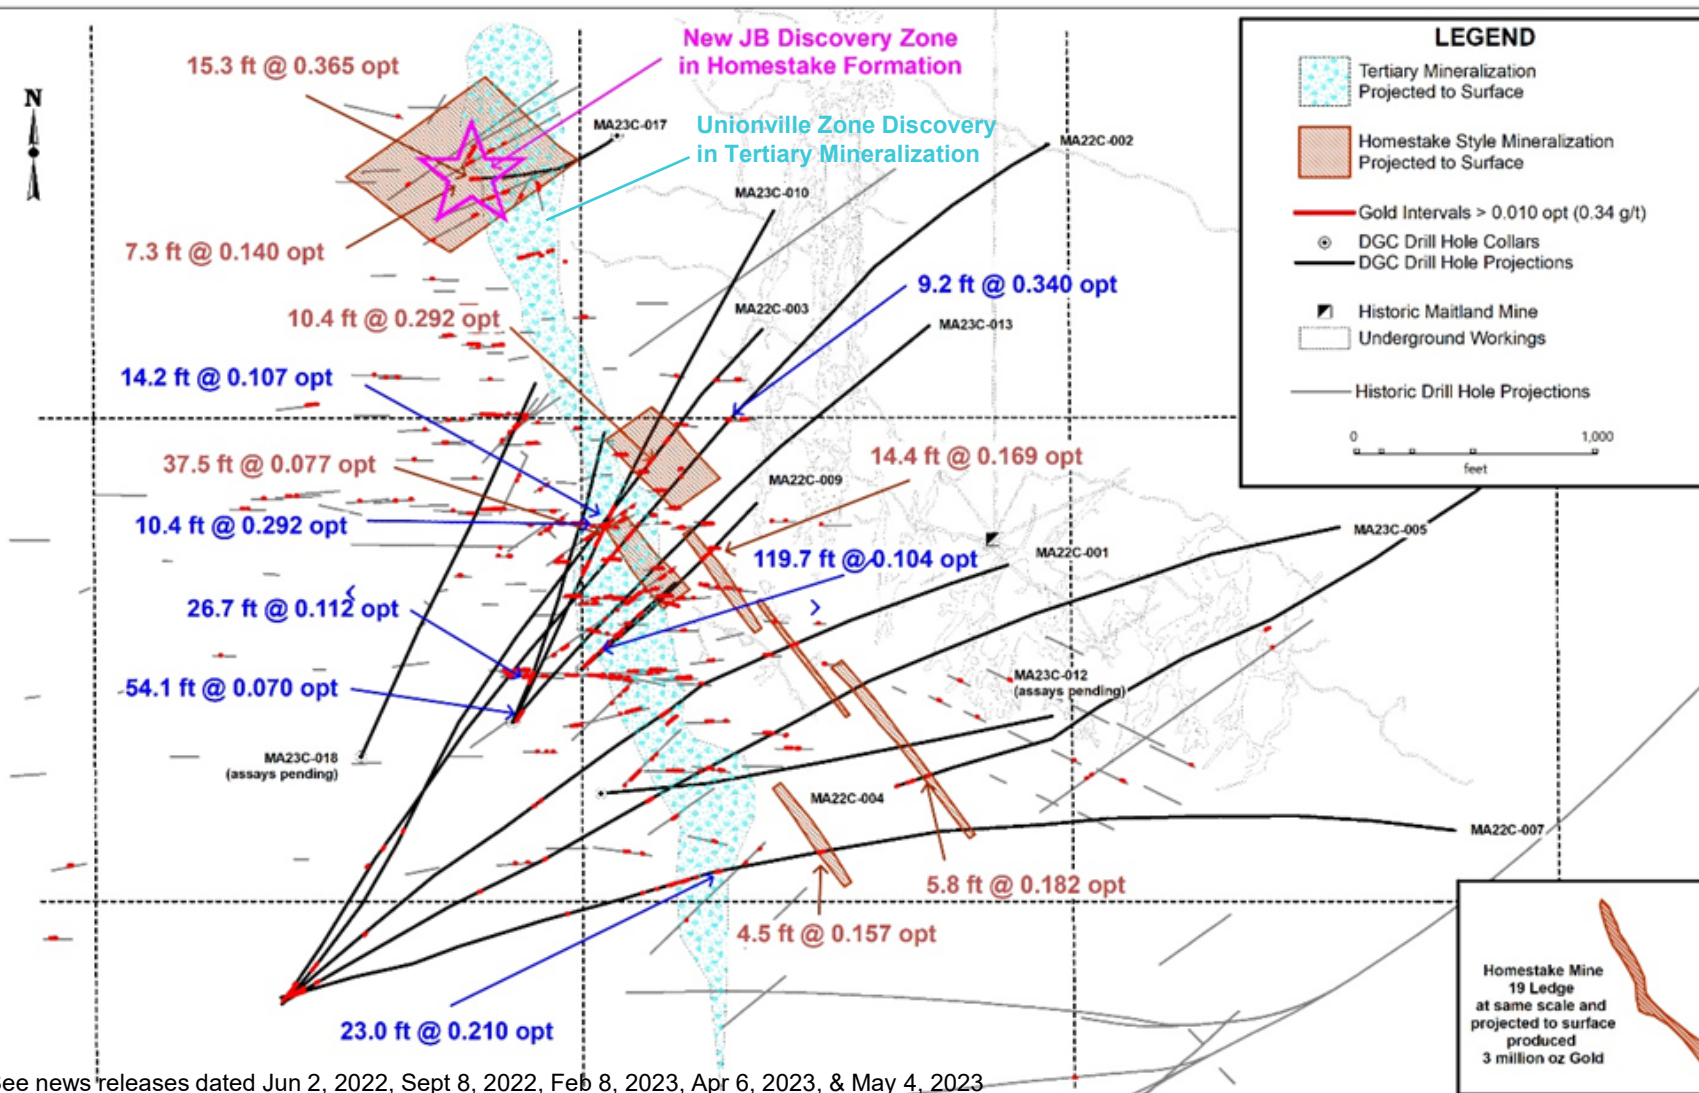 New JB Discovery Zone
in Homestake Formation
15.3 ft @ 0.365 opt
N
MA23C-017
Unionville Zone Discovery
in Tertiary Mineralization
MA22C-002
MA23C-010
7.3 ft @ 0.140 opt
9.2 ft @ 0.340 opt
MA22C-003
10.4 ft @ 0.292 opt
MA23C-013
14.2 ft @ 0.107 opt
37.5 ft @ 0.077 opt
14.4 ft @ 0.169 opt
MA22C-009
10.4 ft @ 0.292 opt
MA23C-005
119.7 ft @ 0.104 opt
MA22C-001
26.7 ft @ 0.112 opt
54.1 ft @ 0.070 opt
MA23C-012
(assays pending)
MA23C-018
(assays pending)
MA22C-004
MA22C-007
5.8 ft @ 0.182 opt
4.5 ft @ 0.157 opt
23.0 ft @ 0.210 opt
LEGEND
Tertiary Mineralization
Projected to Surface
Homestake Style Mineralization
Projected to Surface
Gold Intervals > 0.010 opt (0.34 g/t)
DGC Drill Hole Collars
DGC Drill Hole Projections
Historic Maitland Mine
Underground Workings
Historic Drill Hole Projections
0 1,000
feet
Homestake Mine
19 Ledge
at same scale and
projected to surface
produced
3 million oz Gold
See news releases dated Jun 2, 2022, Sept 8, 2022, Feb 8, 2023, Apr 6, 2023, & May 4, 2023